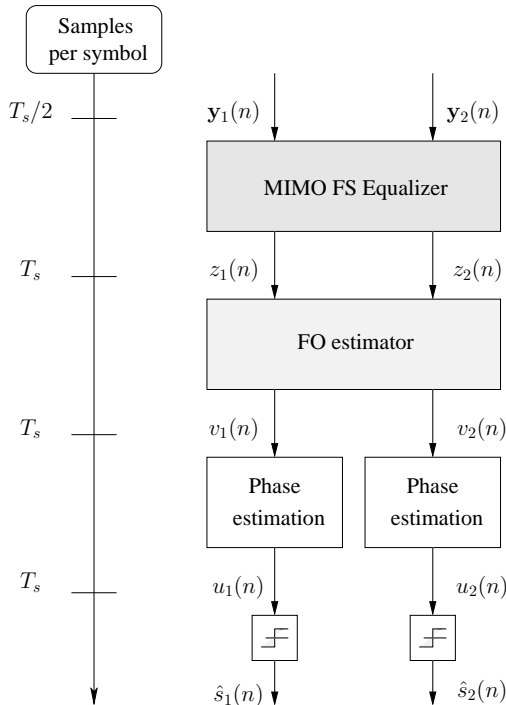 Samples
per symbol
T_s/2
y_1(n) y_2(n)
MIMO FS Equalizer
T_s
z_1(n) z_2(n)
FO estimator
T_s
v_1(n) v_2(n)
Phase
estimation
Phase
estimation
T_s
u_1(n) u_2(n)
ŝ_1(n) ŝ_2(n)